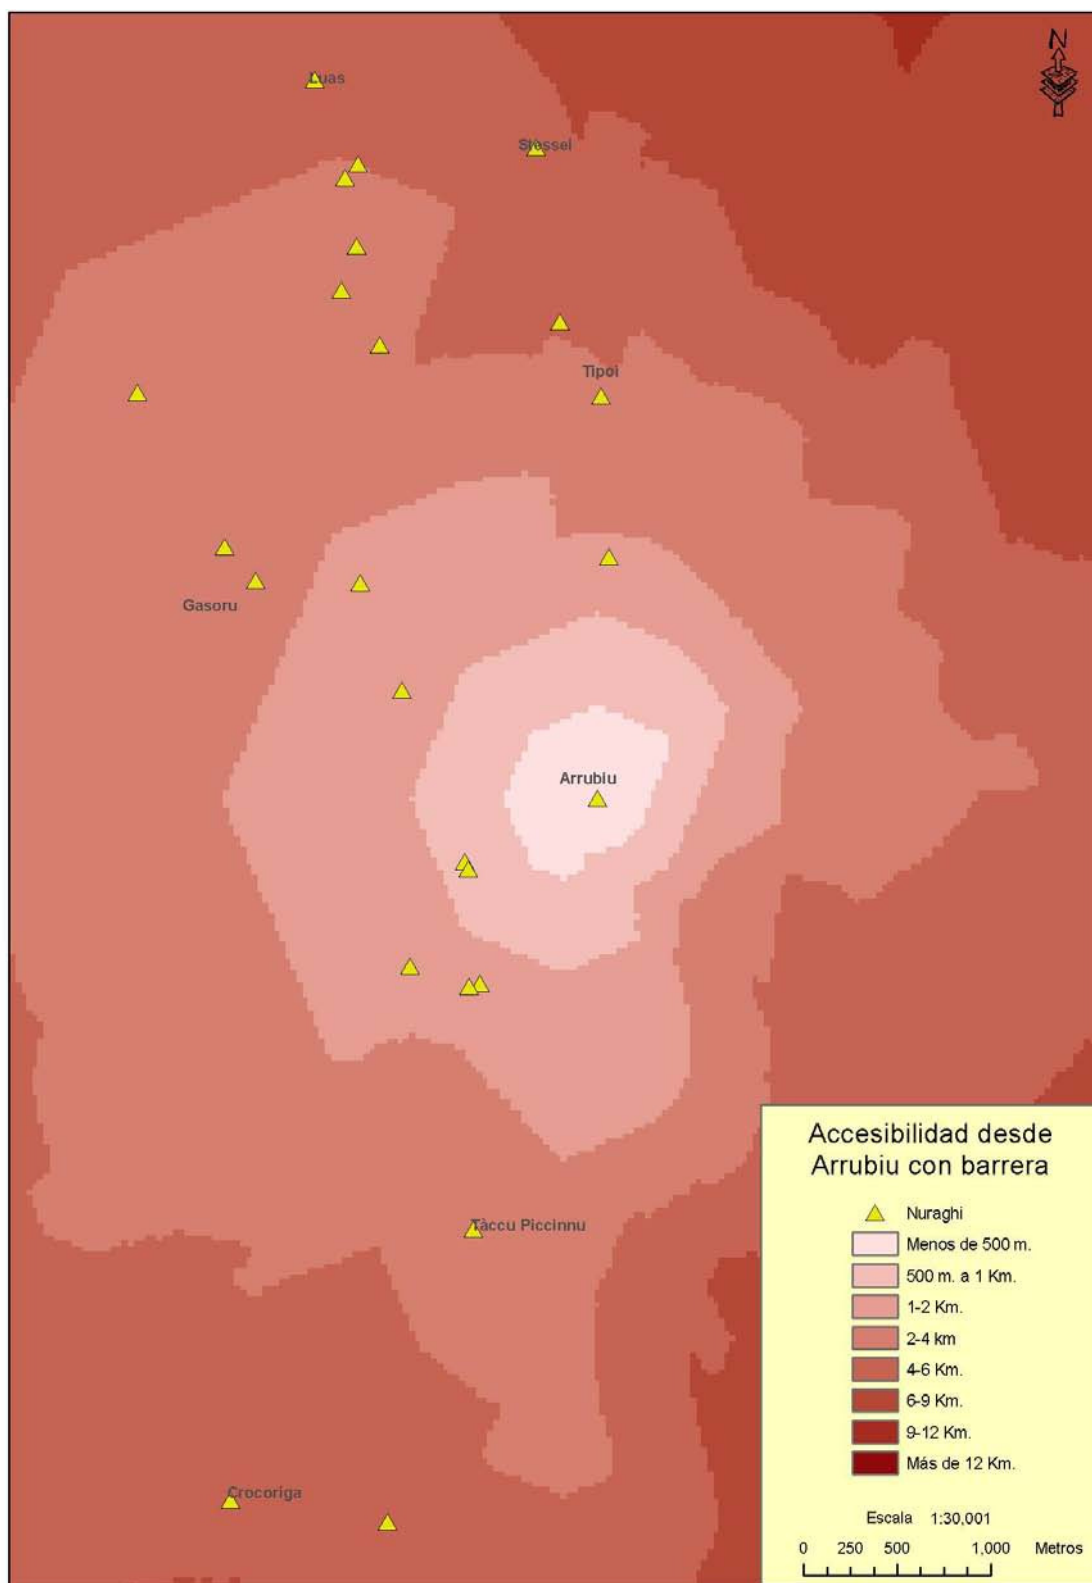 N
Luas
Stessei
Tipoi
Gasoru
Arrubiu
Tàccu Piccinnu
Crocoriga
Accesibilidad desde
Arrubiu con barrera
Nuraghi
Menos de 500 m.
500 m. a 1 Km.
1-2 Km.
2-4 km
4-6 Km.
6-9 Km.
9-12 Km.
Más de 12 Km.
Escala 1:30,001
0 250 500 1,000 Metros